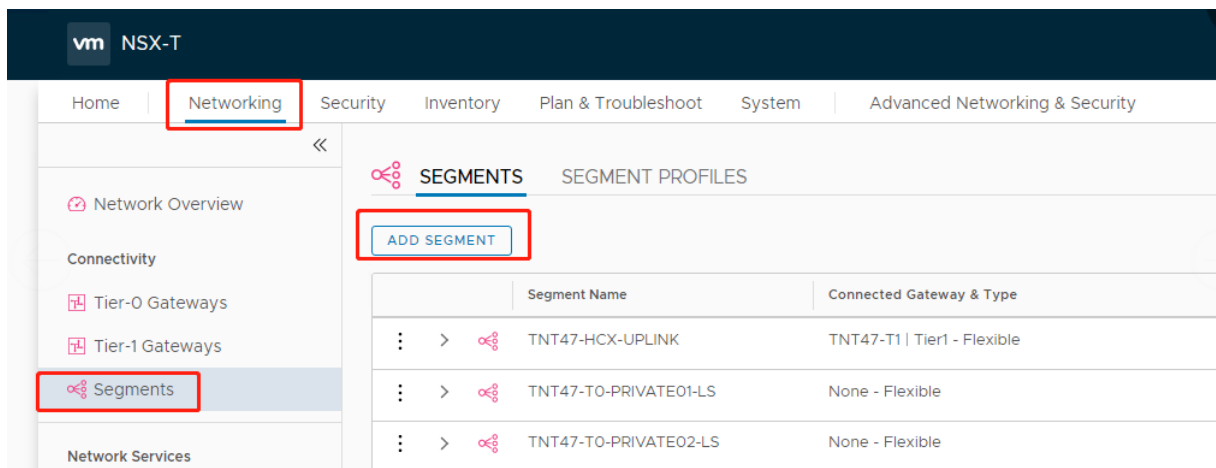 vm NSX-T
Home Networking Security Inventory Plan & Troubleshoot System Advanced Networking & Security
«
SEGMENTS SEGMENT PROFILES
Network Overview
ADD SEGMENT
Connectivity
Segment Name Connected Gateway & Type
Tier-0 Gateways
TNT47-HCX-UPLINK TNT47-T1 | Tier1 - Flexible
Tier-1 Gateways
Segments
TNT47-T0-PRIVATE01-LS None - Flexible
TNT47-T0-PRIVATE02-LS None - Flexible
Network Services